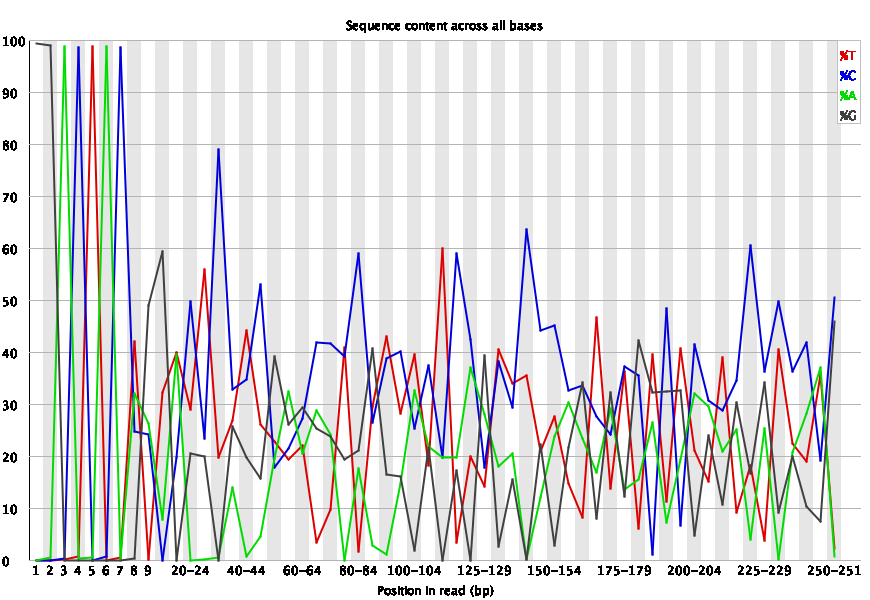 Sequence content across all bases
%T
%C
%A
%G
100
90
80
70
60
50
40
30
20
10
0
1 2 3 4 5 6 7 8 9 20-24 40-44 60-64 80-84 100-104 125-129 150-154 175-179 200-204 225-229 250-251
Position in read (bp)